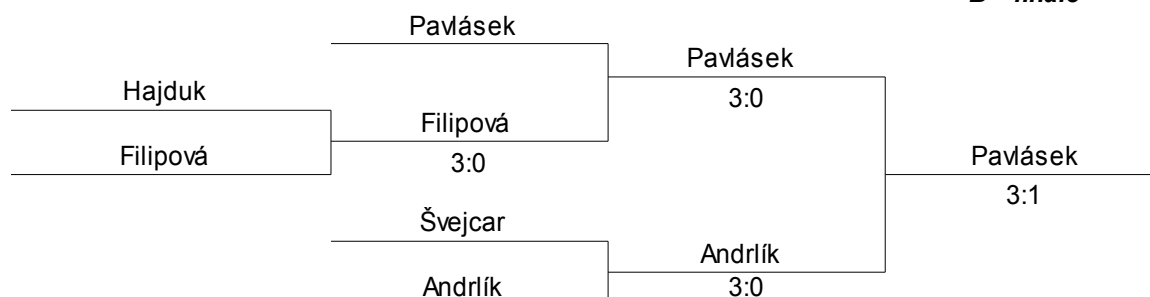 Pavlásek
Pavlásek
Hajduk
3:0
Filipová
Filipová
Pavlásek
3:0
3:1
Švejcar
Andrlík
Andrlík
3:0